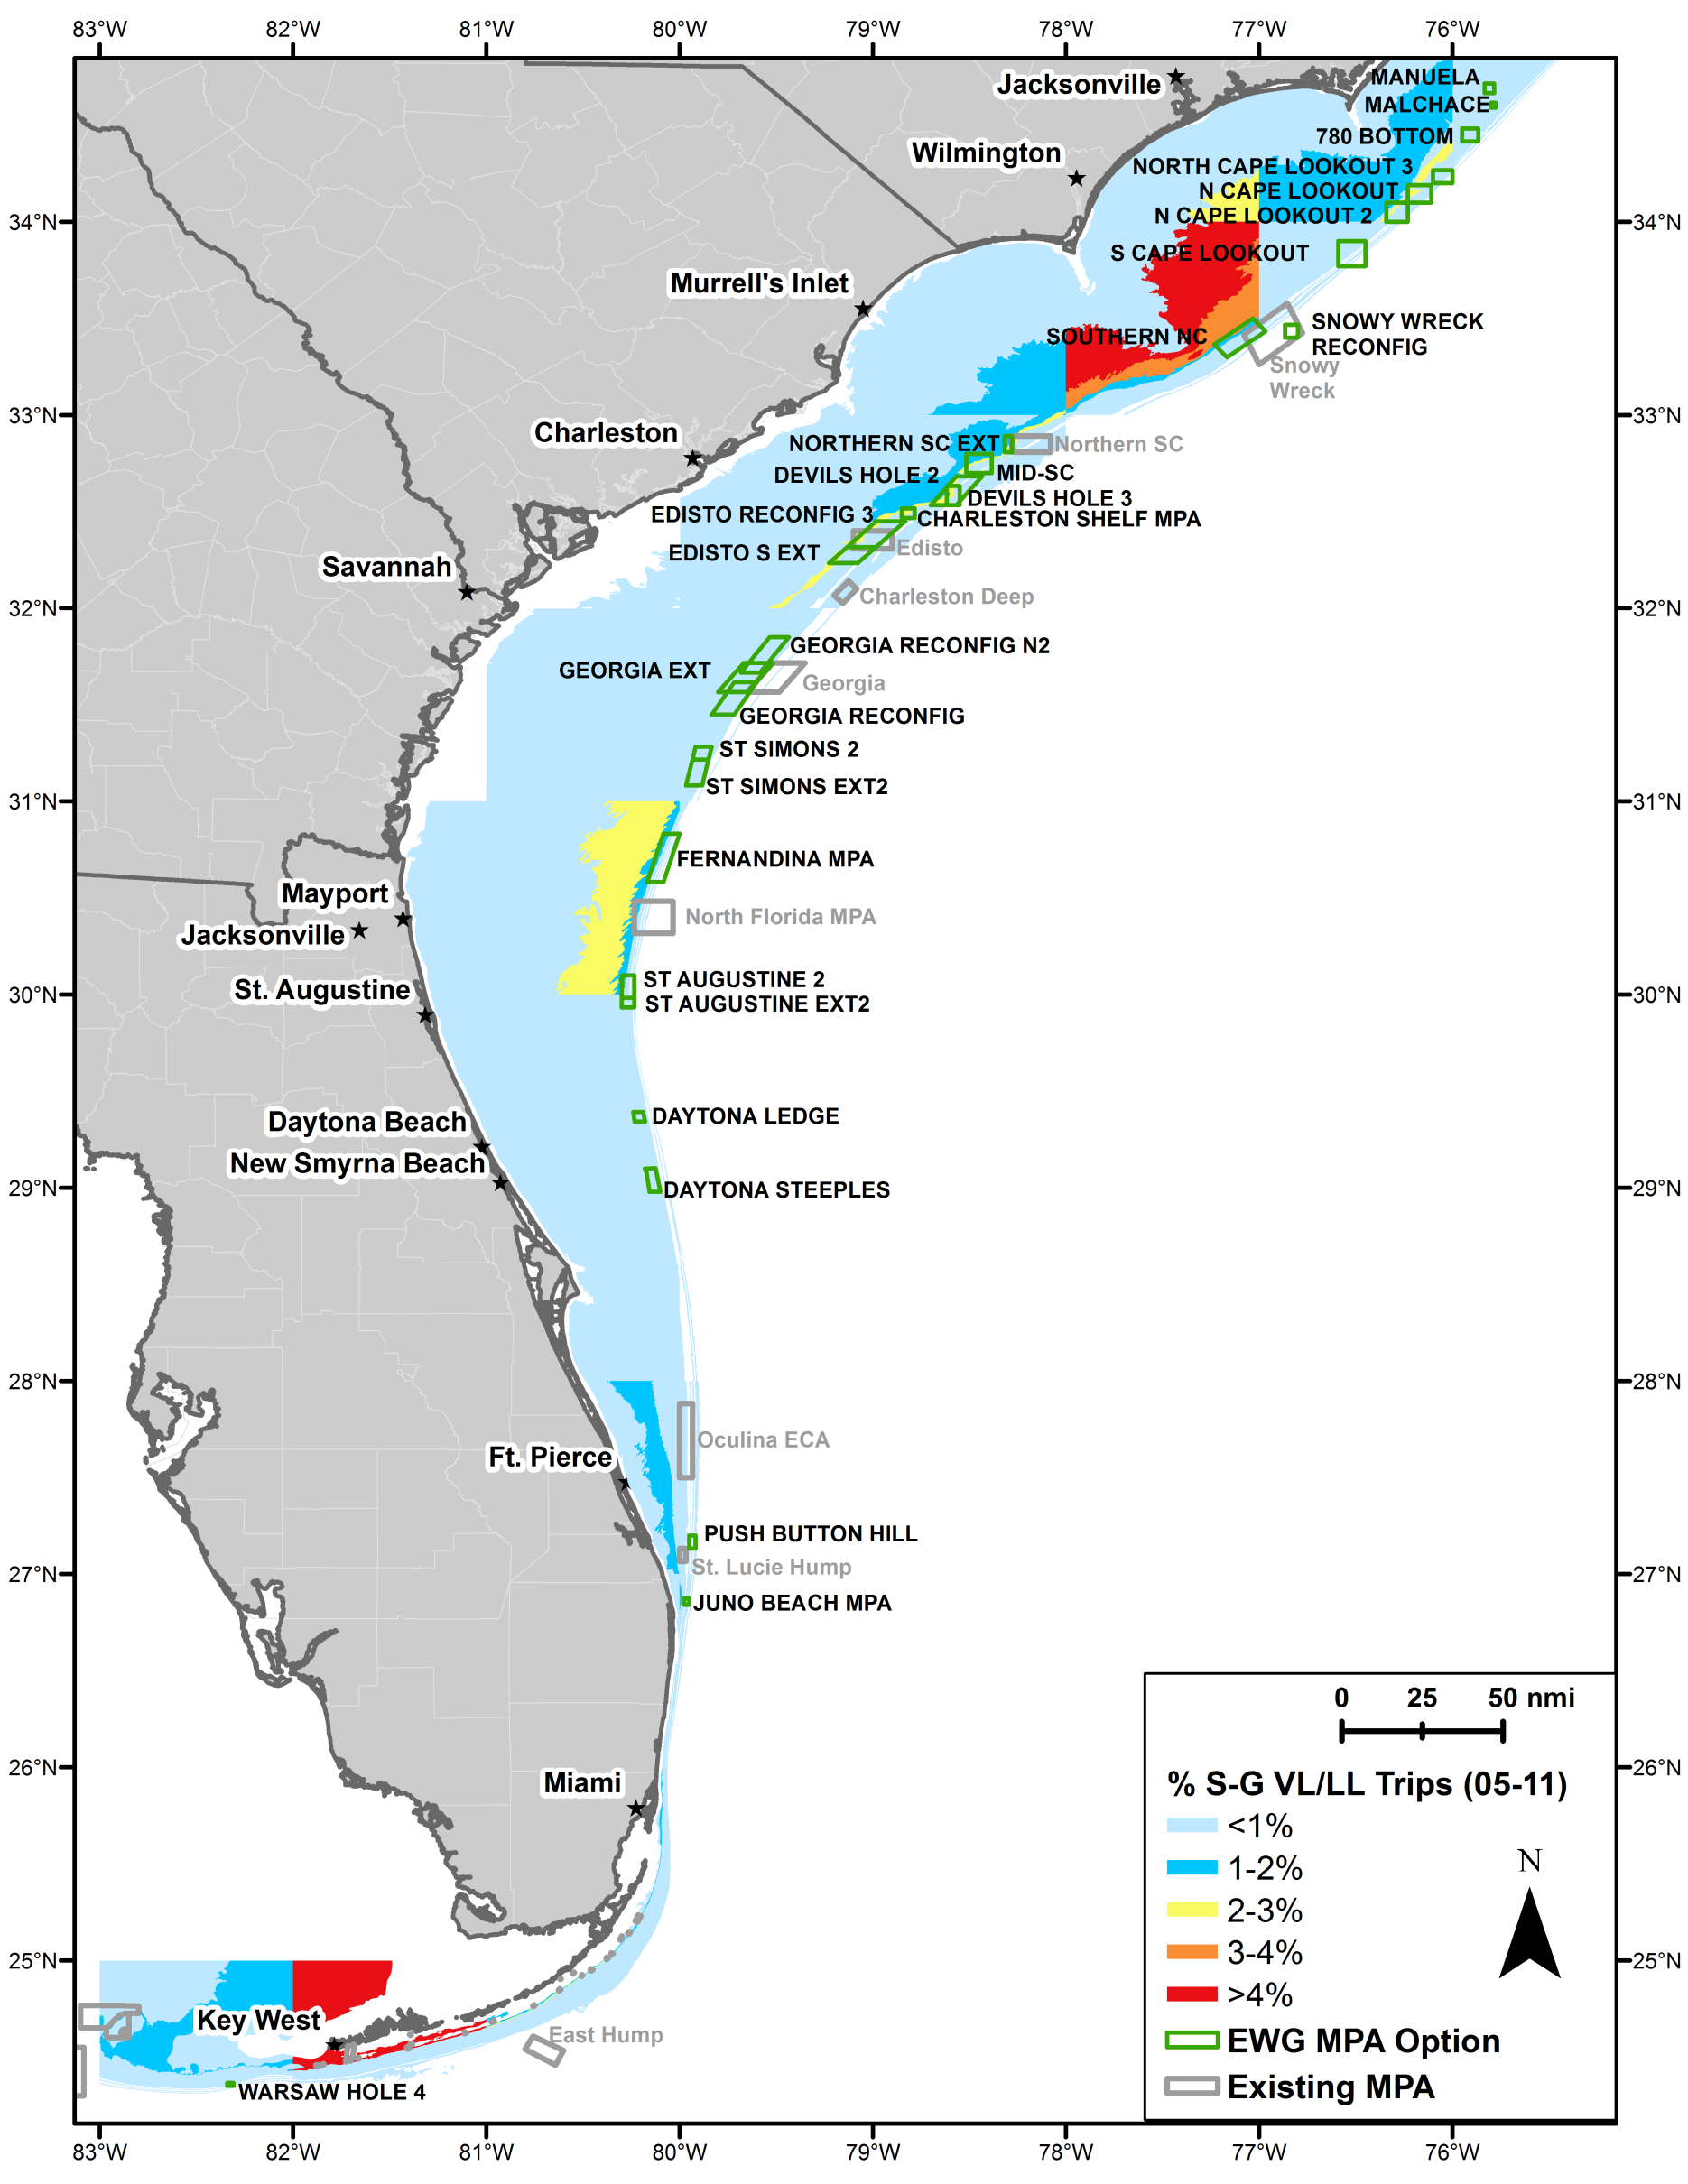 83°W 82°W 81°W 80°W 79°W 78°W 77°W 76°W
Jacksonville
MANUELA
MALCHACE
780 BOTTOM
Wilmington
NORTH CAPE LOOKOUT 3
N CAPE LOOKOUT
N CAPE LOOKOUT 2
34°N
34°N
S CAPE LOOKOUT
Murrell's Inlet
SNOWY WRECK
RECONFIG
SOUTHERN NC
Snowy
Wreck
33°N
33°N
Charleston
NORTHERN SC EXT
Northern SC
DEVILS HOLE 2
MID-SC
DEVILS HOLE 3
EDISTO RECONFIG 3
CHARLESTON SHELF MPA
EDISTO S EXT
Edisto
Savannah
Charleston Deep
32°N
32°N
GEORGIA RECONFIG N2
GEORGIA EXT
Georgia
GEORGIA RECONFIG
ST SIMONS 2
ST SIMONS EXT2
31°N
31°N
FERNANDINA MPA
Mayport
North Florida MPA
Jacksonville
ST AUGUSTINE 2
St. Augustine
30°N
30°N
ST AUGUSTINE EXT2
DAYTONA LEDGE
Daytona Beach
New Smyrna Beach
29°N
29°N
DAYTONA STEEPLES
28°N
28°N
Oculina ECA
Ft. Pierce
PUSH BUTTON HILL
St. Lucie Hump
27°N
27°N
JUNO BEACH MPA
26°N
26°N
Miami
25°N
25°N
Key West
East Hump
WARSAW HOLE 4
0 25 50 nmi
% S-G VL/LL Trips (05-11)
<1%
1-2%
2-3%
3-4%
>4%
EWG MPA Option
Existing MPA
N
83°W 82°W 81°W 80°W 79°W 78°W 77°W 76°W